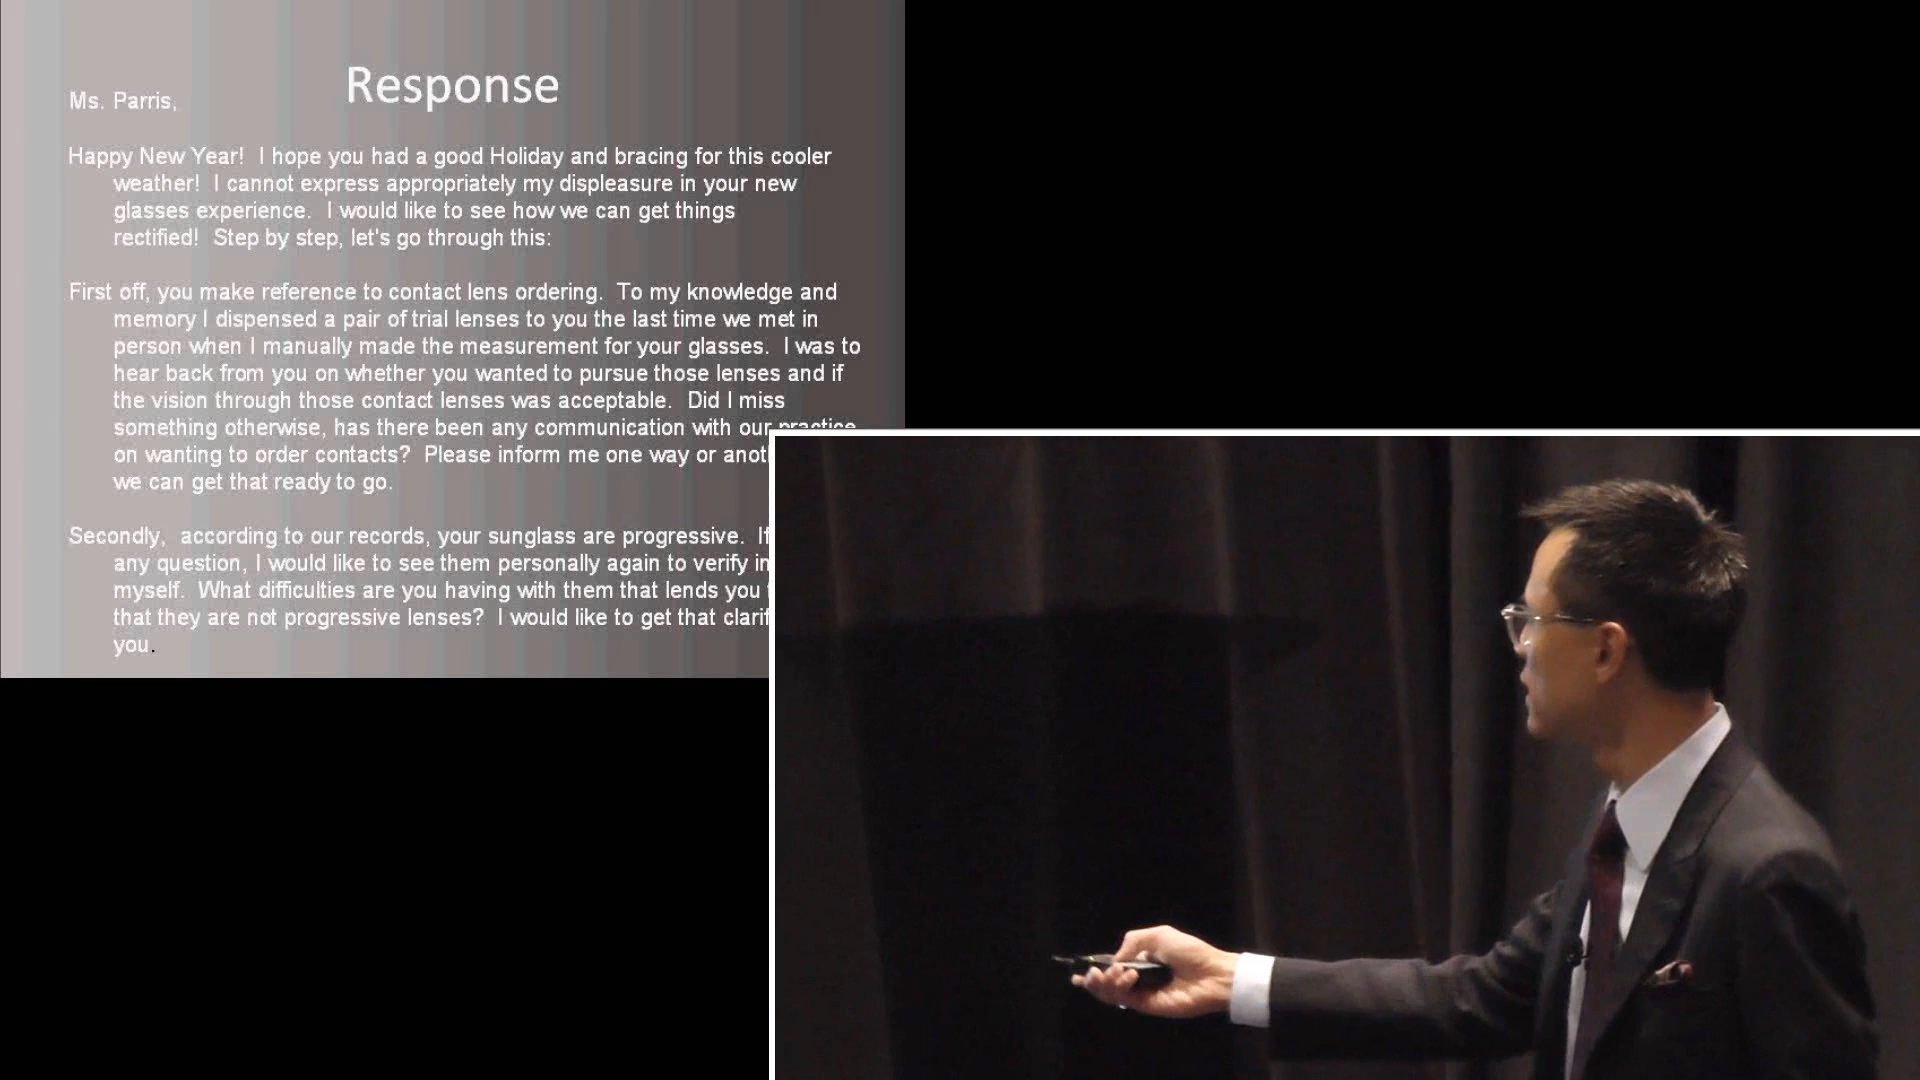 Response
Ms. Parris,
Happy New Year!  I hope you had a good Holiday and bracing for this cooler
weather!  I cannot express appropriately my displeasure in your new
glasses experience.  I would like to see how we can get things
rectified!  Step by step, let's go through this:
First off, you make reference to contact lens ordering.  To my knowledge and
memory I dispensed a pair of trial lenses to you the last time we met in
person when I manually made the measurement for your glasses.  I was to
hear back from you on whether you wanted to pursue those lenses and if
the vision through those contact lenses was acceptable.  Did I miss
something otherwise, has there been any communication with our practice
on wanting to order contacts?  Please inform me one way or
we can get that ready to go.
Secondly,  according to our records, your sunglass are progressive.  If
any question, I would like to see them personally again to verify
myself.  What difficulties are you having with them that lends you
that they are not progressive lenses?  I would like to get that
you.